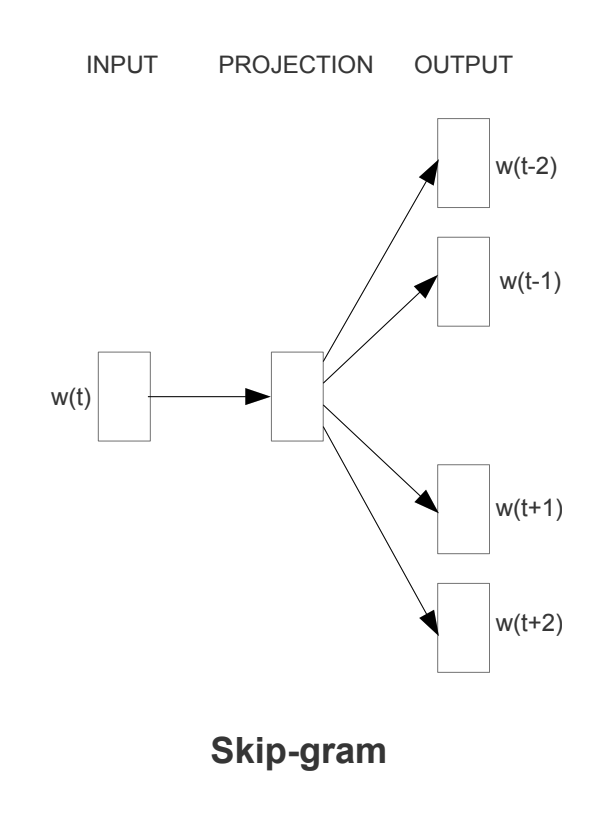 INPUT PROJECTION OUTPUT
w(t-2)
w(t-1)
w(t)
w(t+1)
w(t+2)
Skip-gram